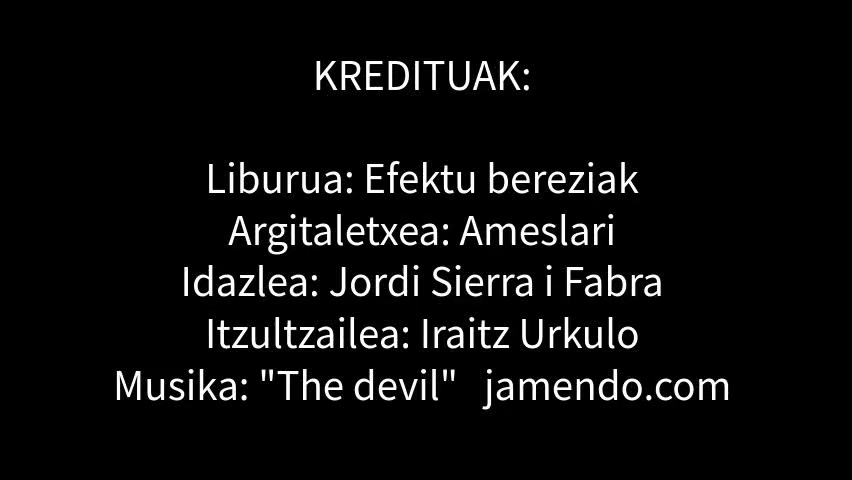 KREDITUAK:
Liburua: Efektu bereziak
Argitaletxea: Ameslari
Idazlea: Jordi Sierra i Fabra
Itzultzailea: Iraitz Urkulo
Musika: "The devil" jamendo.com